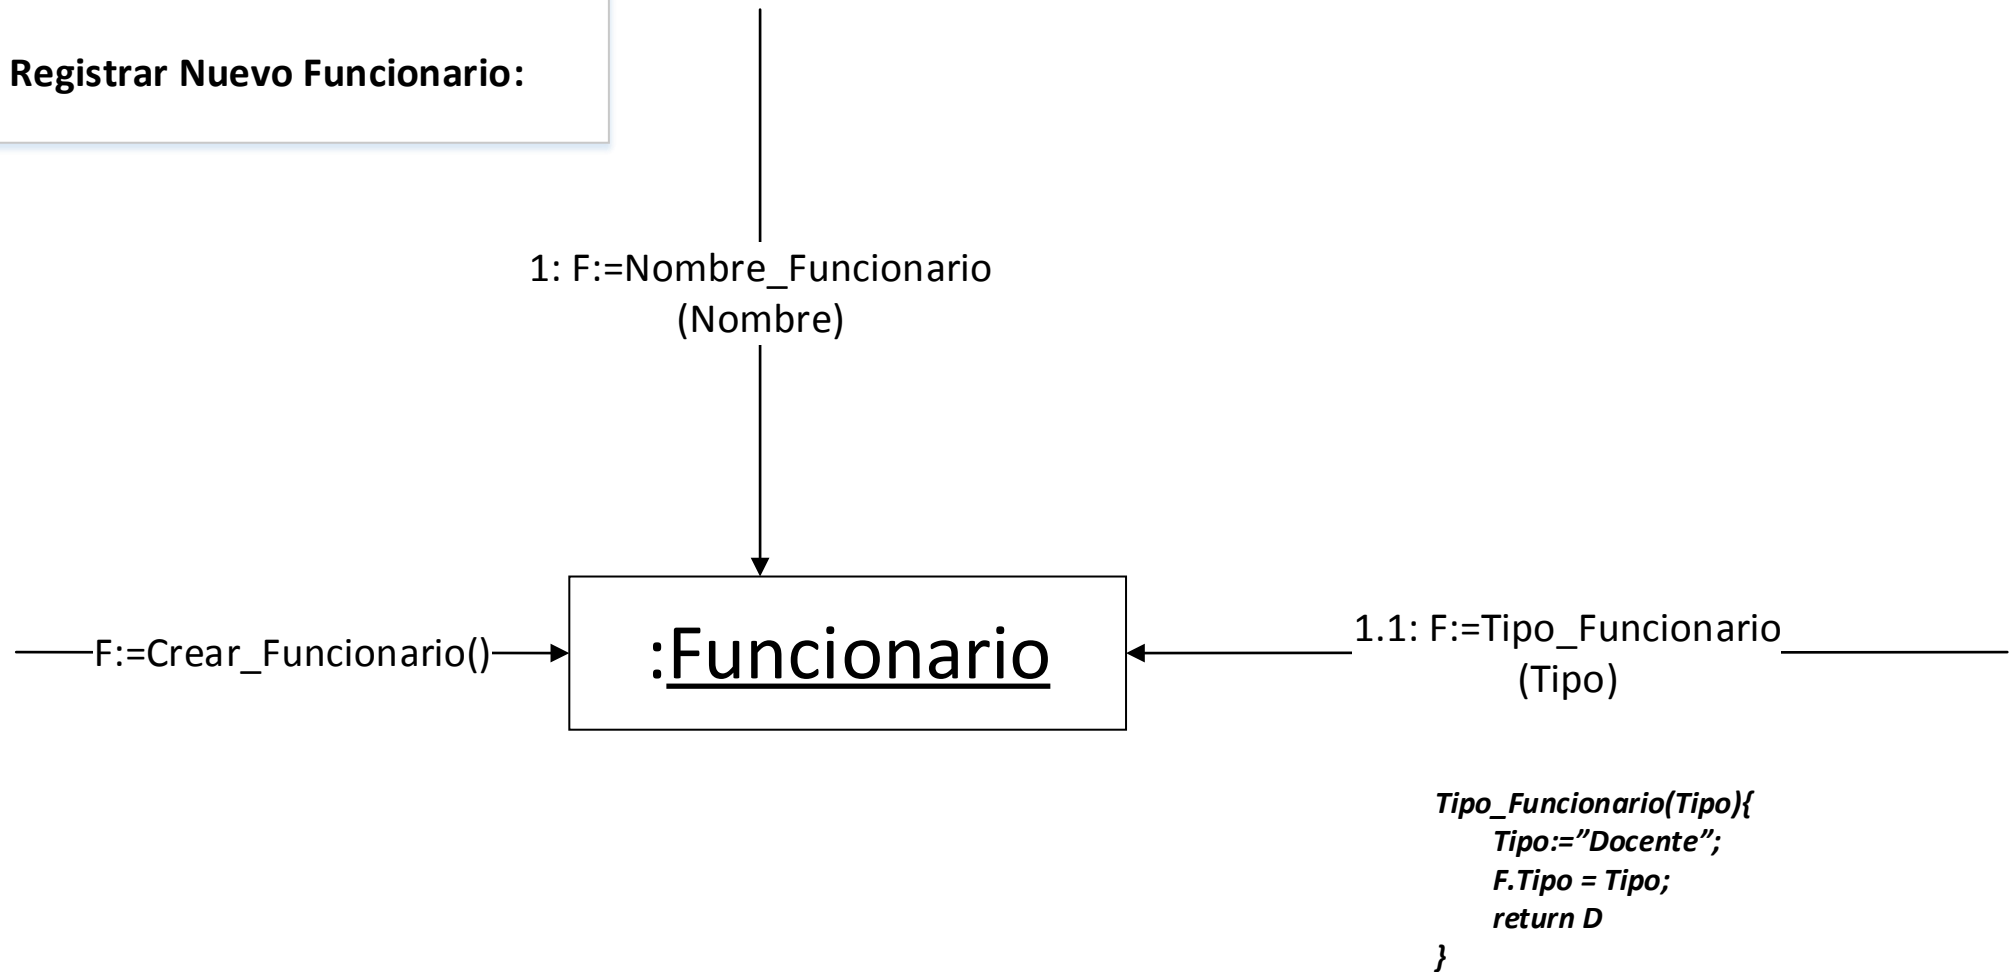 Registrar Nuevo Funcionario:
1: F:=Nombre_Funcionario
(Nombre)
F:=Crear_Funcionario()
:Funcionario
1.1: F:=Tipo_Funcionario
(Tipo)
Tipo_Funcionario(Tipo){
Tipo:=”Docente”;
F.Tipo = Tipo;
return D
}